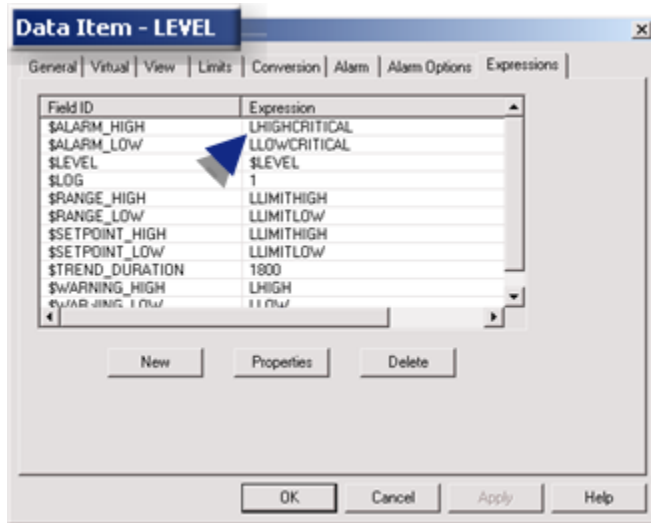 Data Item - LEVEL
General Virtual View Limits Conversion Alarm Alarm Options Expressions
Field ID Expression
$ALARM_HIGH LHIGHCRITICAL
$ALARM_LOW LLOWCRITICAL
$LEVEL $LEVEL
$LOG 1
$RANGE_HIGH LLIMITHIGH
$RANGE_LOW LLIMITLOW
$SETPOINT_HIGH LLIMITHIGH
$SETPOINT_LOW LLIMITLOW
$TREND_DURATION 1800
$WARNING_HIGH LHIGH
$WARNING_LOW LLOW
New Properties Delete
OK Cancel Apply Help